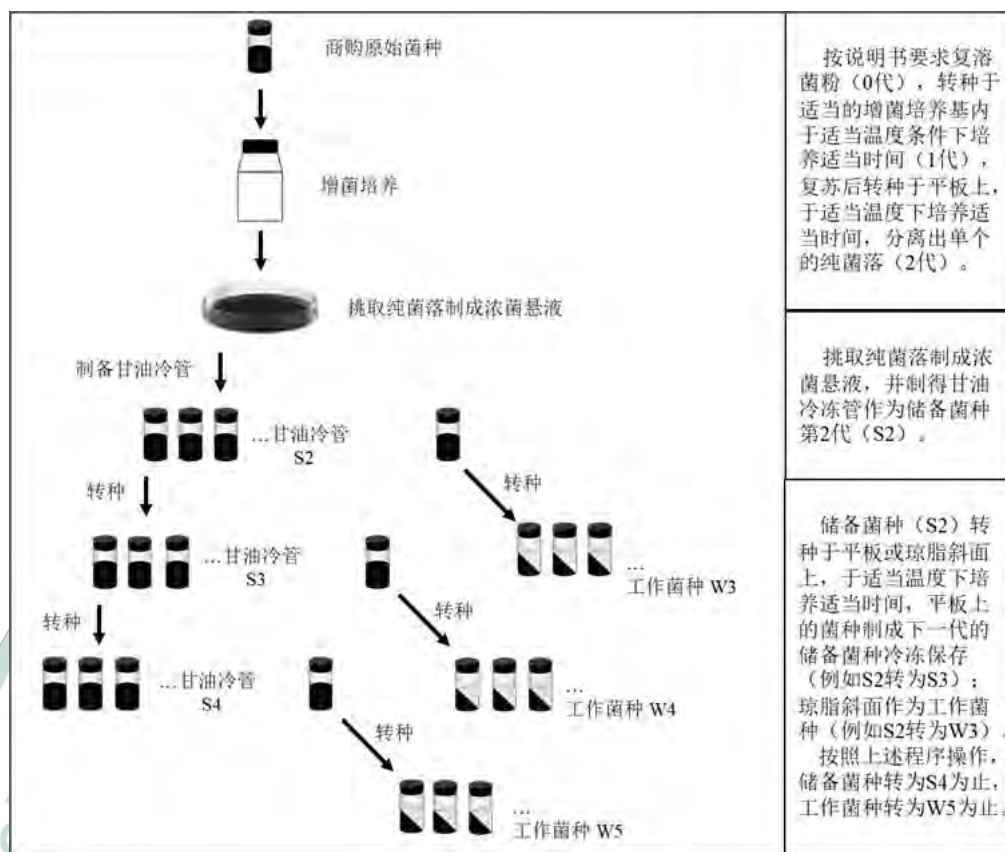 商购原始菌种
增菌培养
挑取纯菌落制成浓菌悬液
制备甘油冷管
…甘油冷管
S2
转种
转种
…甘油冷管
S3
…
工作菌种 W3
转种
转种
…甘油冷管
S4
…
工作菌种 W4
转种
…
工作菌种 W5
按说明书要求复溶
菌粉（0代），转种于
适当的增菌培养基内
于适当温度条件下培
养适当时间（1代），
复苏后转种于平板上，
于适当温度下培养适
当时间，分离出单个
的纯菌落（2代）。
挑取纯菌落制成浓
菌悬液，并制得甘油
冷冻管作为储备菌种
第2代（S2）。
储备菌种（S2）转
种于平板或琼脂斜面
上，于适当温度下培
养适当时间，平板上
的菌种制成下一代的
储备菌种冷冻保存
（例如S2转为S3）；
琼脂斜面作为工作菌
种（例如S2转为W3）。
按照上述程序操作，
储备菌种转为S4为止，
工作菌种转为W5为止。